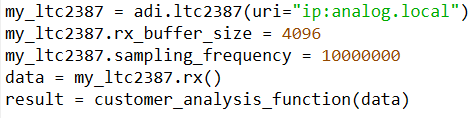 my_ltc2387 = adi.ltc2387(uri="ip:analog.local")
my_ltc2387.rx_buffer_size = 4096
my_ltc2387.sampling_frequency = 10000000
data = my_ltc2387.rx()
result = customer_analysis_function(data)